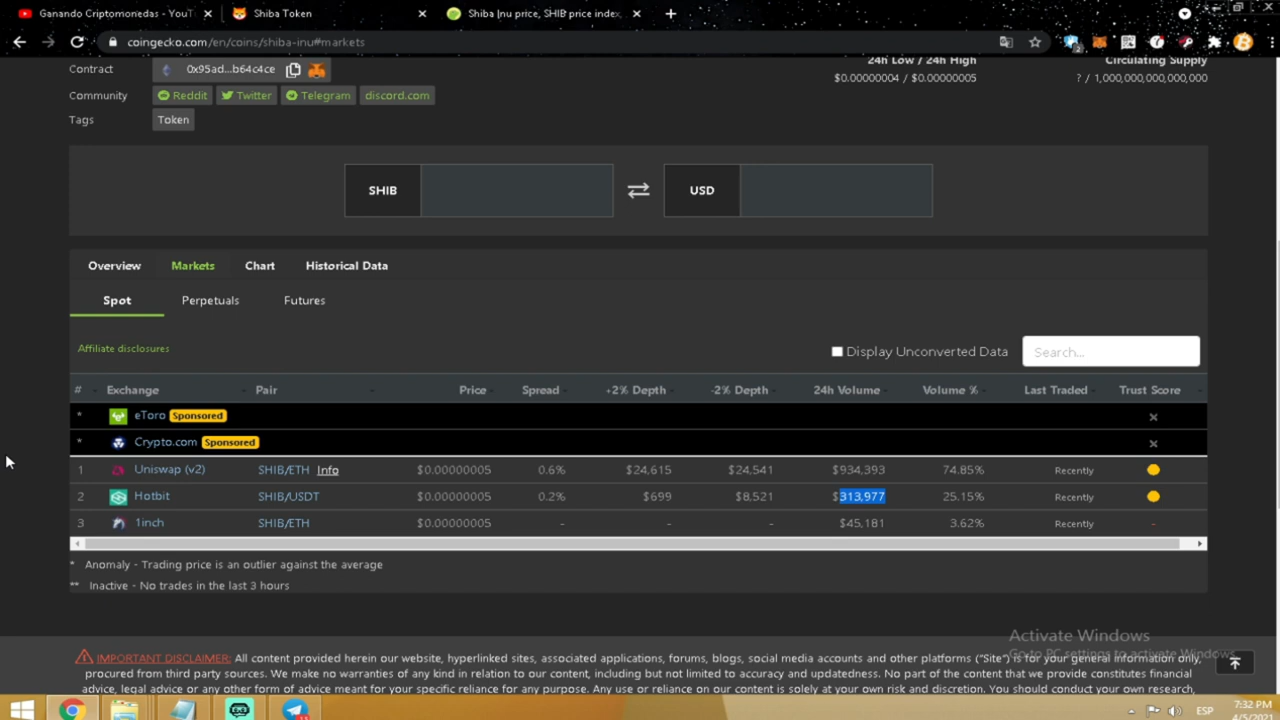 Ganando Criptomonedas - YouT
Shiba Token
Shiba Inu price, SHIB price index,
coingecko.com/en/coins/shiba-inu#markets
Contract 0x95ad...b64c4ce
24h Low / 24h High
Circulating Supply
$0.00000004 / $0.00000005
? / 1,000,000,000,000,000
Community Reddit Twitter Telegram discord.com
Tags Token
SHIB
USD
Overview Markets Chart Historical Data
Spot Perpetuals Futures
Affiliate disclosures
Display Unconverted Data
Search...
# Exchange Pair Price Spread +2% Depth -2% Depth 24h Volume Volume % Last Traded Trust Score
* eToro Sponsored
* Crypto.com Sponsored
1 Uniswap (v2) SHIB/ETH Info $0.00000005 0.6% $24,615 $24,541 $934,393 74.85% Recently
2 Hotbit SHIB/USDT $0.00000005 0.2% $699 $8,521 $313,977 25.15% Recently
3 1inch SHIB/ETH $0.00000005 - - - $45,181 3.62% Recently -
* Anomaly - Trading price is an outlier against the average
** Inactive - No trades in the last 3 hours
Activate Windows
Go to PC settings to activate Windows.
IMPORTANT DISCLAIMER: All content provided herein our website, hyperlinked sites, associated applications, forums, blogs, social media accounts and other platforms ("Site") is for your general information only,
procured from third party sources. We make no warranties of any kind in relation to our content, including but not limited to accuracy and updatedness. No part of the content that we provide constitutes financial
advice, legal advice or any other form of advice meant for your specific reliance for any purpose. Any use or reliance on our content is solely at your own risk and discretion. You should conduct your own research,
ESP
7:32 PM
4/5/2021